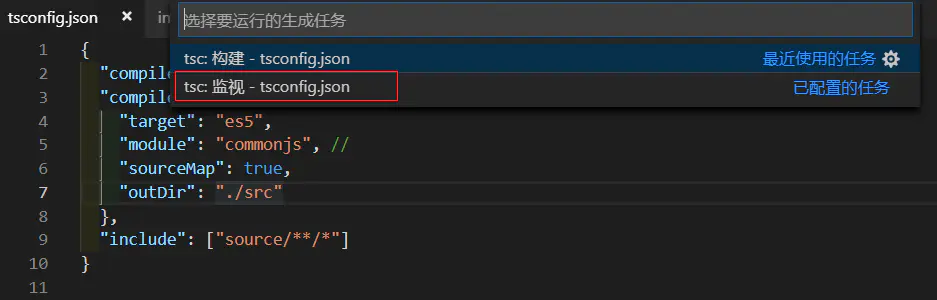 tsconfig.json × in
选择要运行的生成任务
tsc: 构建 - tsconfig.json 最近使用的任务
tsc: 监视 - tsconfig.json 已配置的任务
1 {
2 "compile
3 "compile
4 "target": "es5",
5 "module": "commonjs", //
6 "sourceMap": true,
7 "outDir": "./src"
8 },
9 "include": ["source/**/*"]
10 }
11